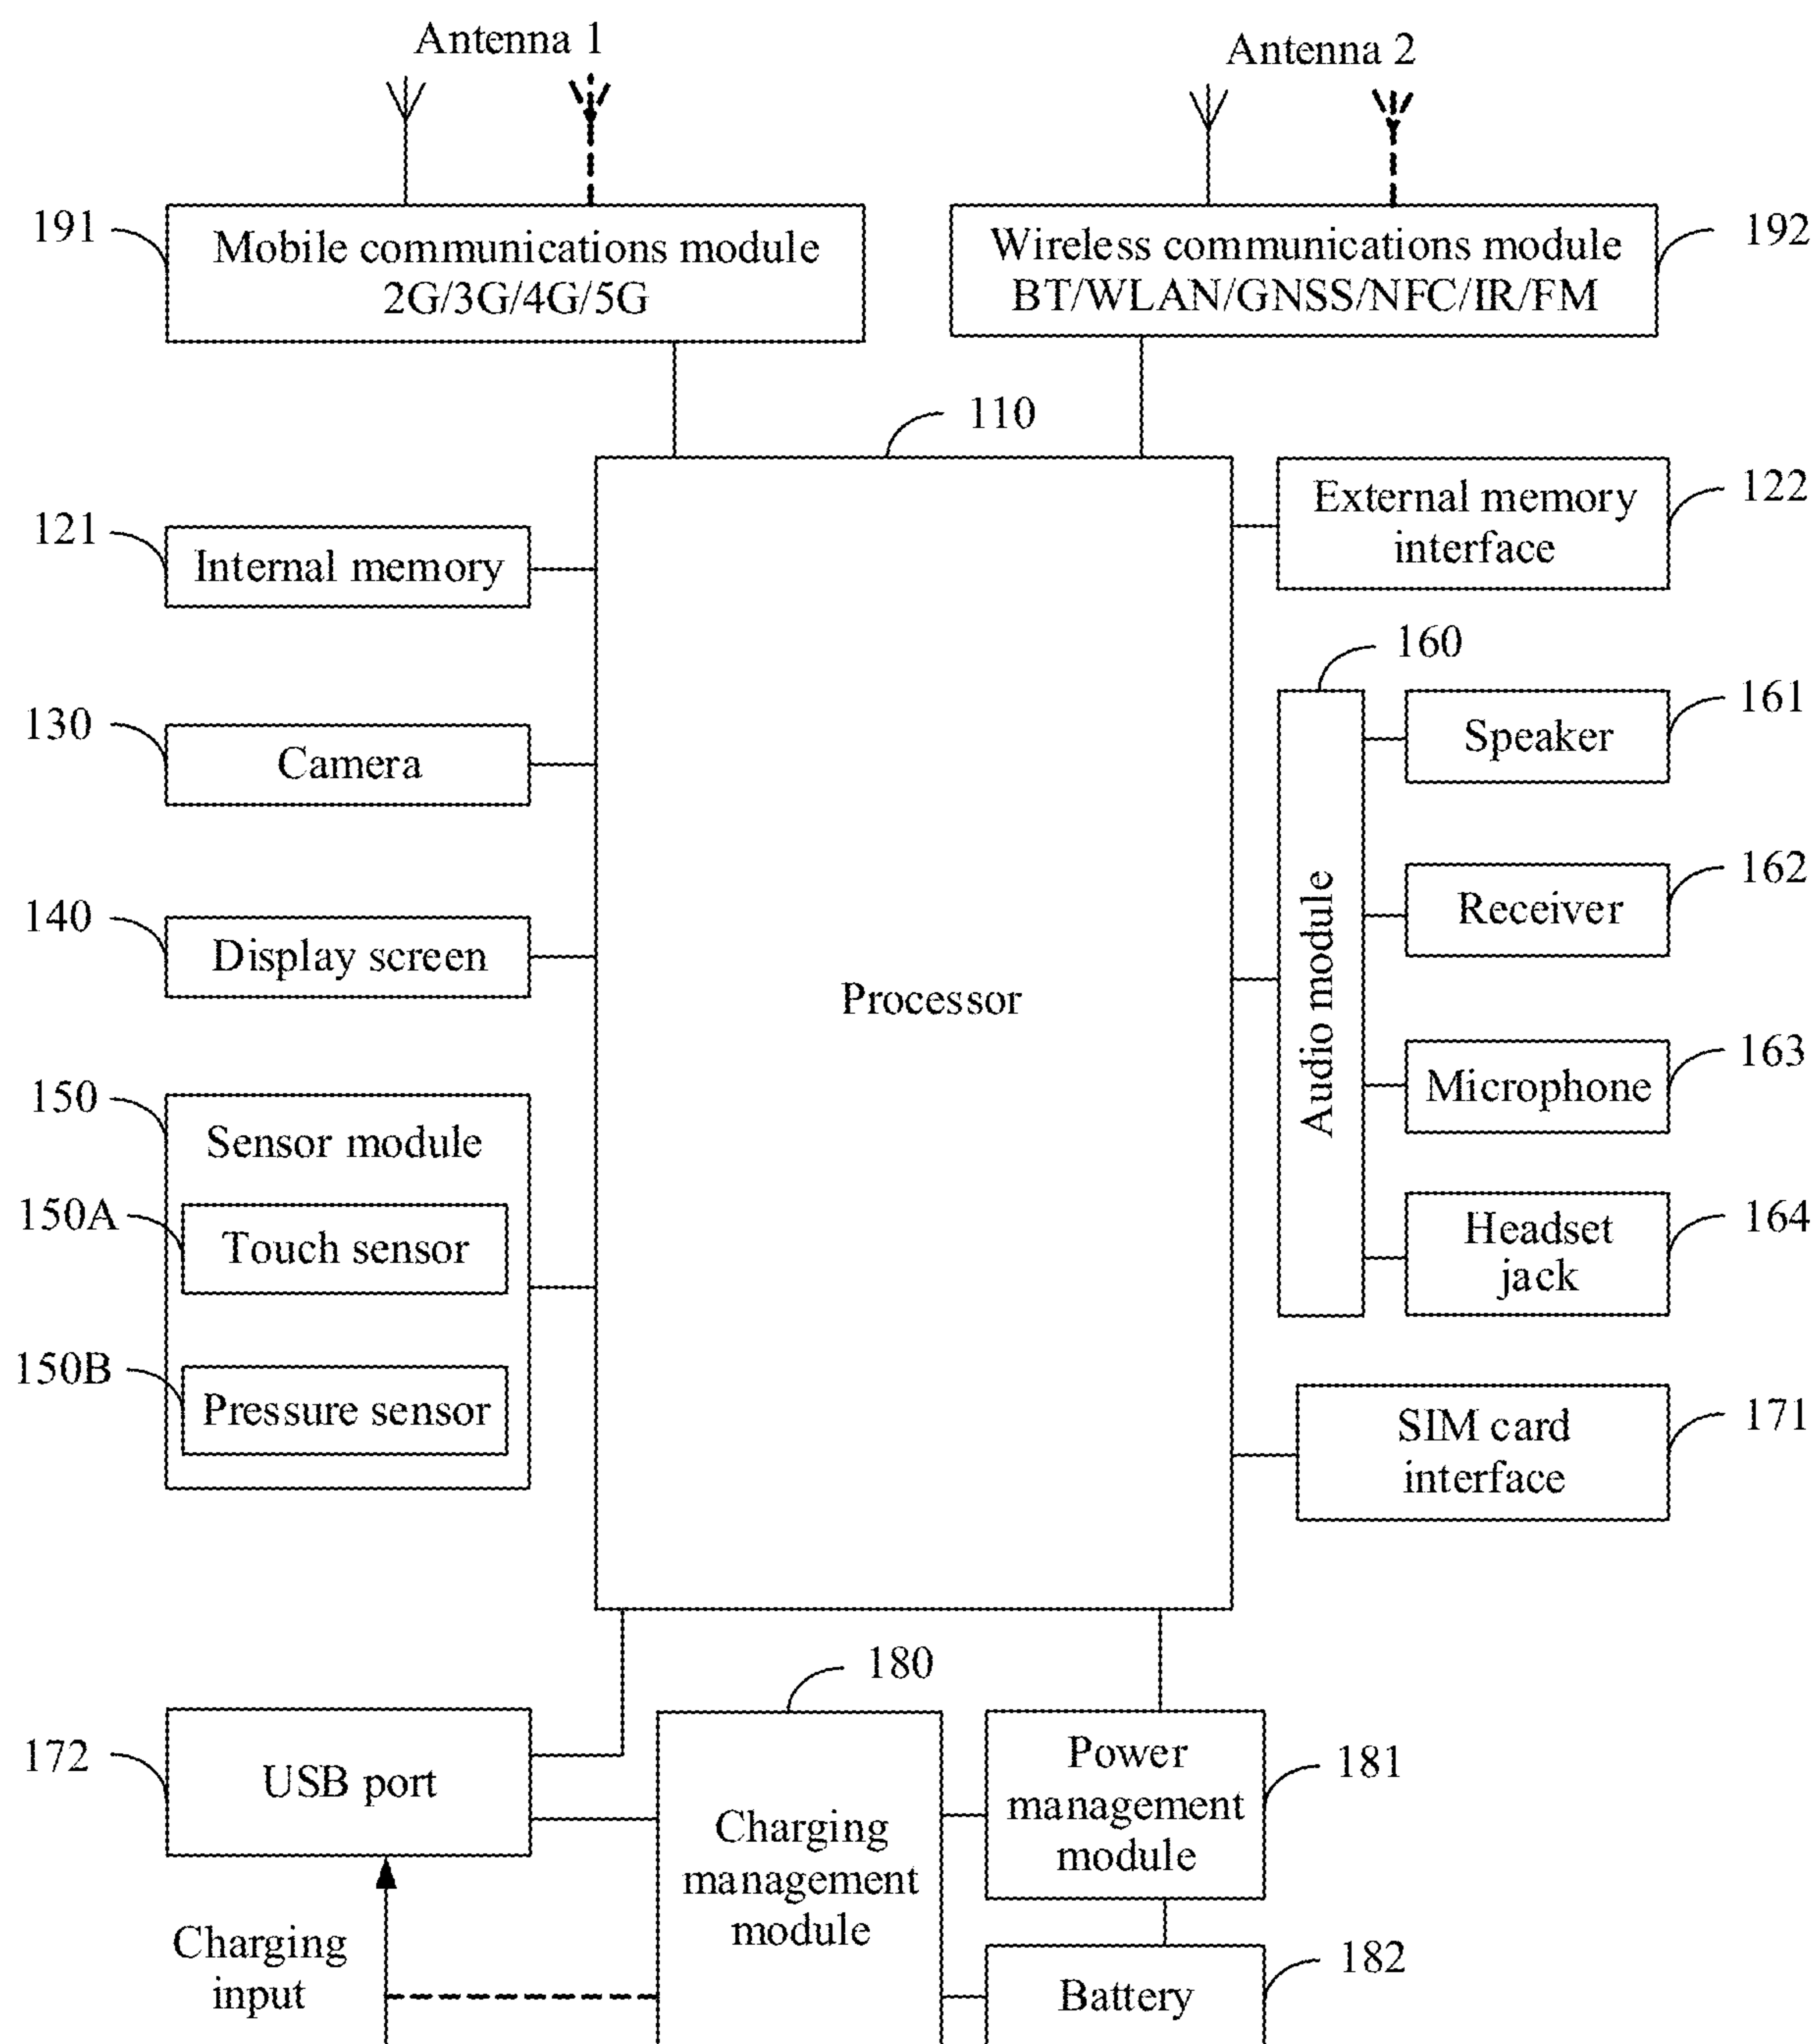 Antenna 1
Antenna 2
191
Mobile communications module
2G/3G/4G/5G
Wireless communications module
BT/WLAN/GNSS/NFC/IR/FM
192
110
121
Internal memory
External memory
interface
122
130
Camera
160
Speaker
161
140
Display screen
Processor
Audio module
Receiver
162
Microphone
163
150
Sensor module
150A
Touch sensor
Headset
jack
164
150B
Pressure sensor
SIM card
interface
171
172
USB port
180
Charging
management
module
Power
management
module
181
Charging
input
Battery
182